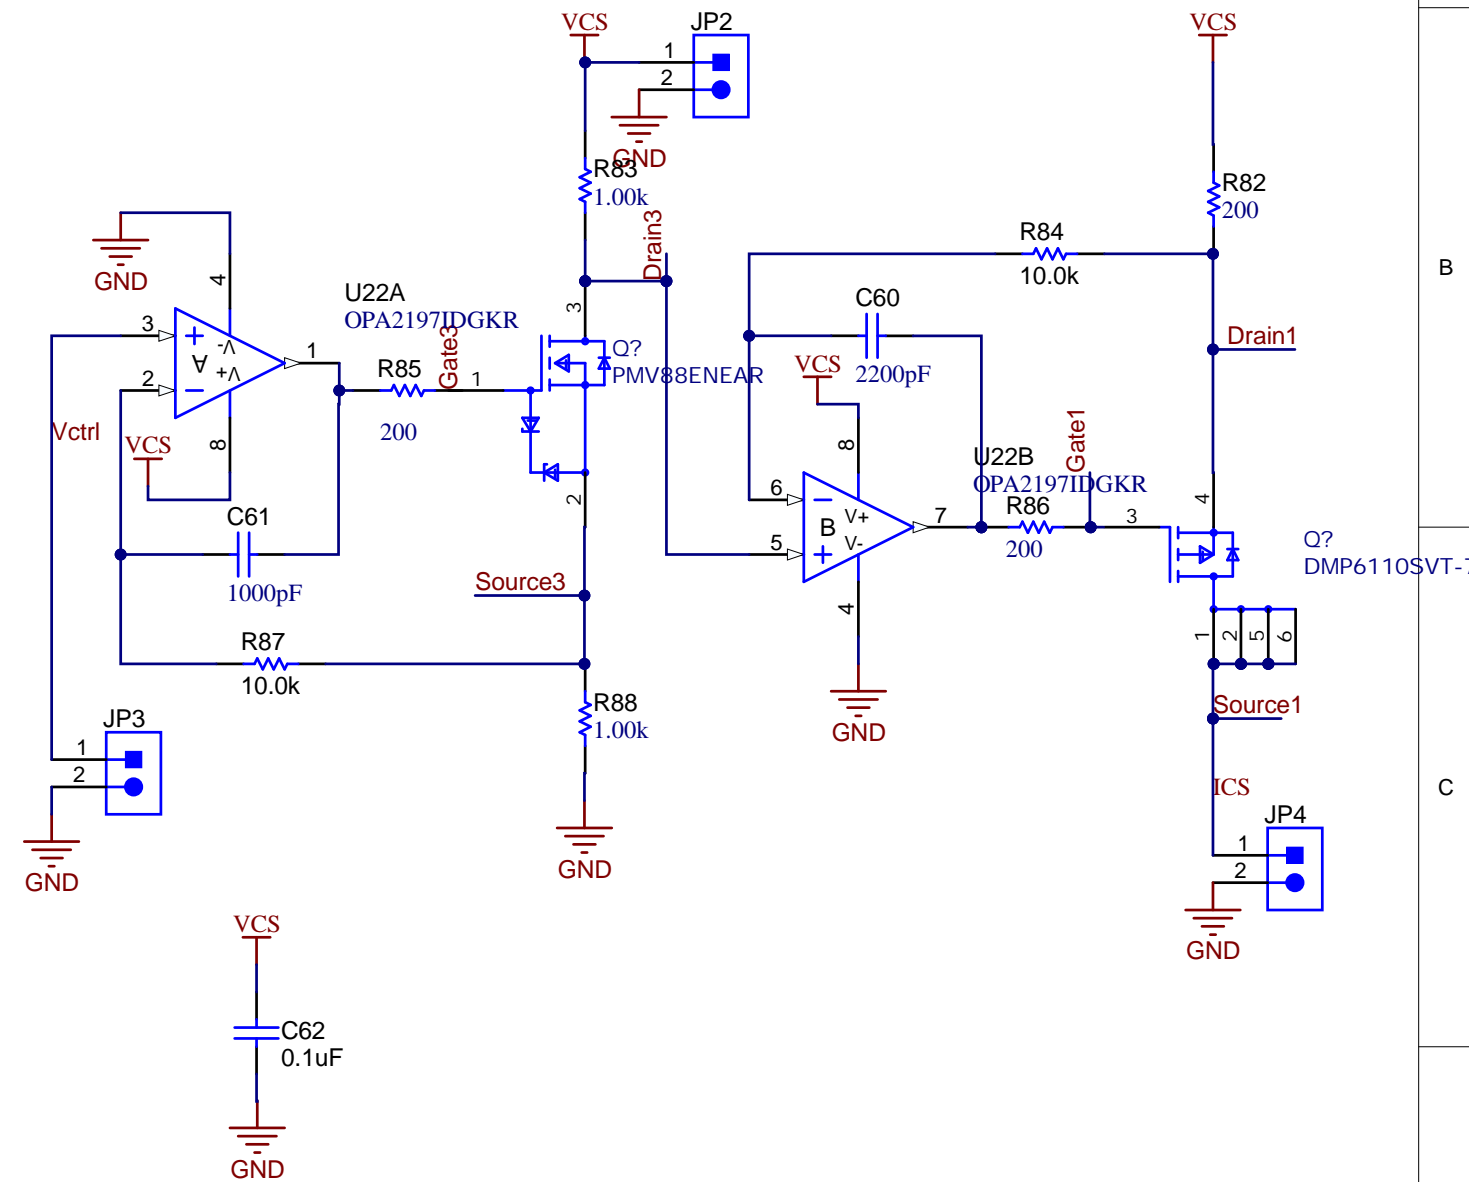 VCS
JP2
1
2
GND
R83
1.00k
VCS
R82
200
R84
10.0k
B
Drain3
GND
4
U22A
OPA2197IDGKR
3
+
V-
A
V+
2
−
1
8
Vctrl
VCS
R85
200
Gate3
1
3
Q?
PMV88ENEAR
2
C60
2200pF
VCS
Drain1
C61
1000pF
Source3
R87
10.0k
R88
1.00k
GND
8
6
−
V+
B
V-
5
+
7
4
GND
U22B
OPA2197IDGKR
Gate1
R86
200
3
4
Q?
DMP6110SVT-7
1
2
5
6
Source1
ICS
C
JP3
1
2
GND
JP4
1
2
GND
VCS
C62
0.1uF
GND